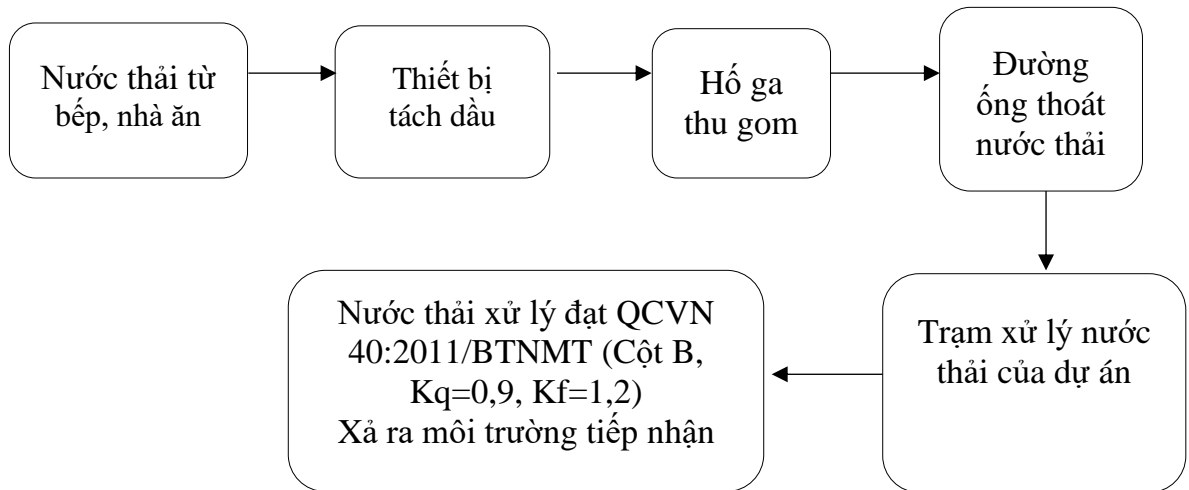 Nước thải từ
bếp, nhà ăn
Thiết bị
tách dầu
Hố ga
thu gom
Đường
ống thoát
nước thải
Trạm xử lý nước
thải của dự án
Nước thải xử lý đạt QCVN
40:2011/BTNMT (Cột B,
Kq=0,9, Kf=1,2)
Xả ra môi trường tiếp nhận